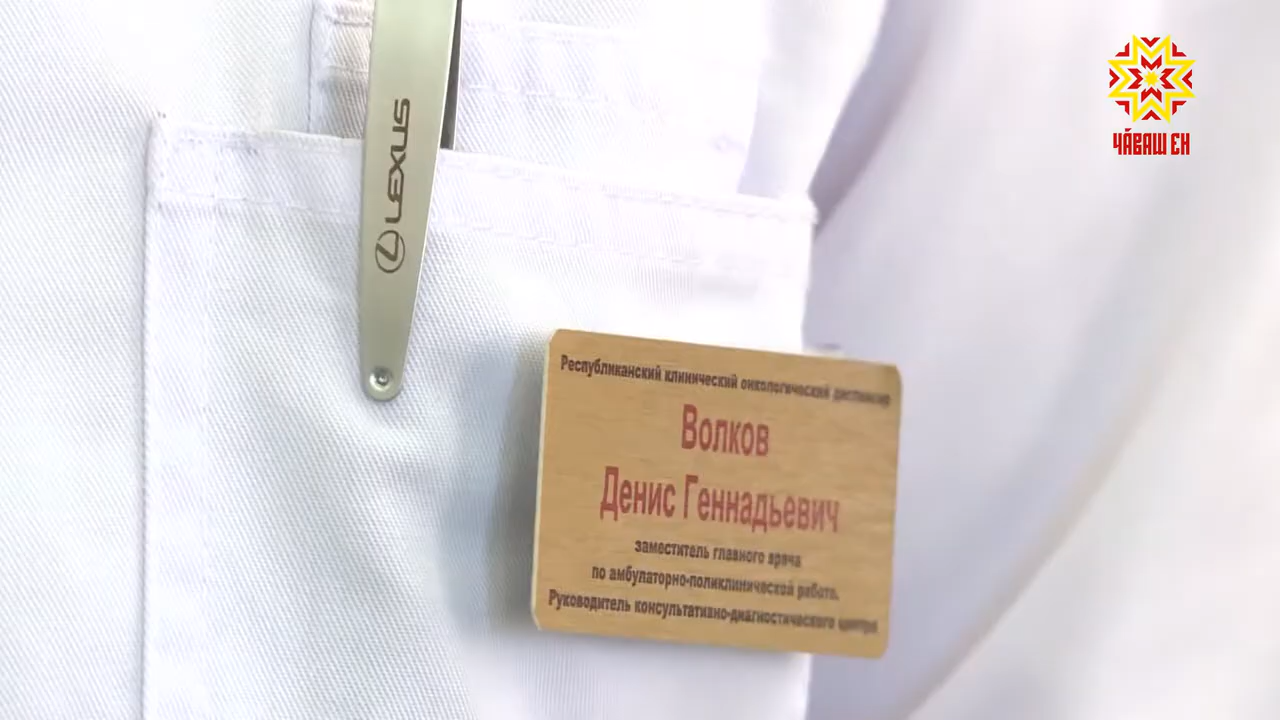 LEXUS
ЧӐВАШ ЕН
Республиканский клинический онкологический диспансер
Волков
Денис Геннадьевич
заместитель главного врача
по амбулаторно-поликлинической работе.
Руководитель консультативно-диагностического центра